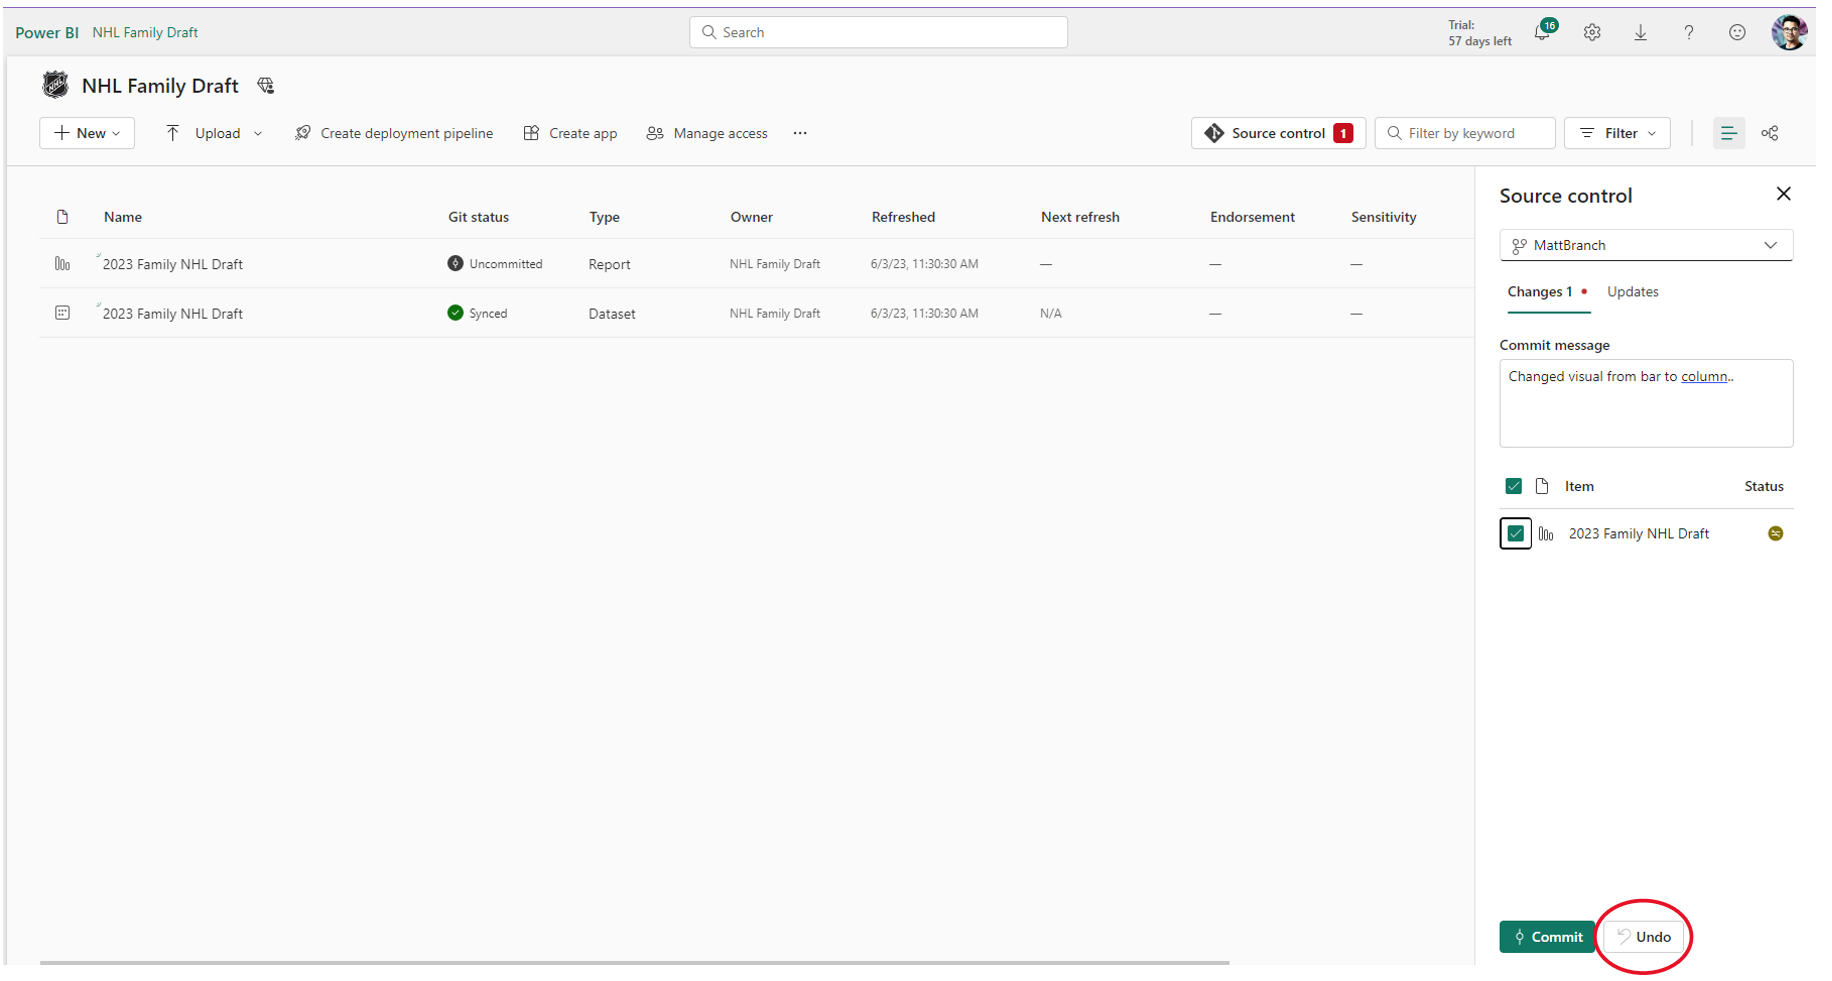 Power BI NHL Family Draft
Search
Trial:
57 days left
16
?
NHL Family Draft
New
Upload
Create deployment pipeline
Create app
Manage access
...
Source control 1
Filter by keyword
Filter
Name Git status Type Owner Refreshed Next refresh Endorsement Sensitivity
2023 Family NHL Draft Uncommitted Report NHL Family Draft 6/3/23, 11:30:30 AM — — —
2023 Family NHL Draft Synced Dataset NHL Family Draft 6/3/23, 11:30:30 AM N/A — —
Source control
MattBranch
Changes 1 Updates
Commit message
Changed visual from bar to column..
Item Status
2023 Family NHL Draft
Commit Undo